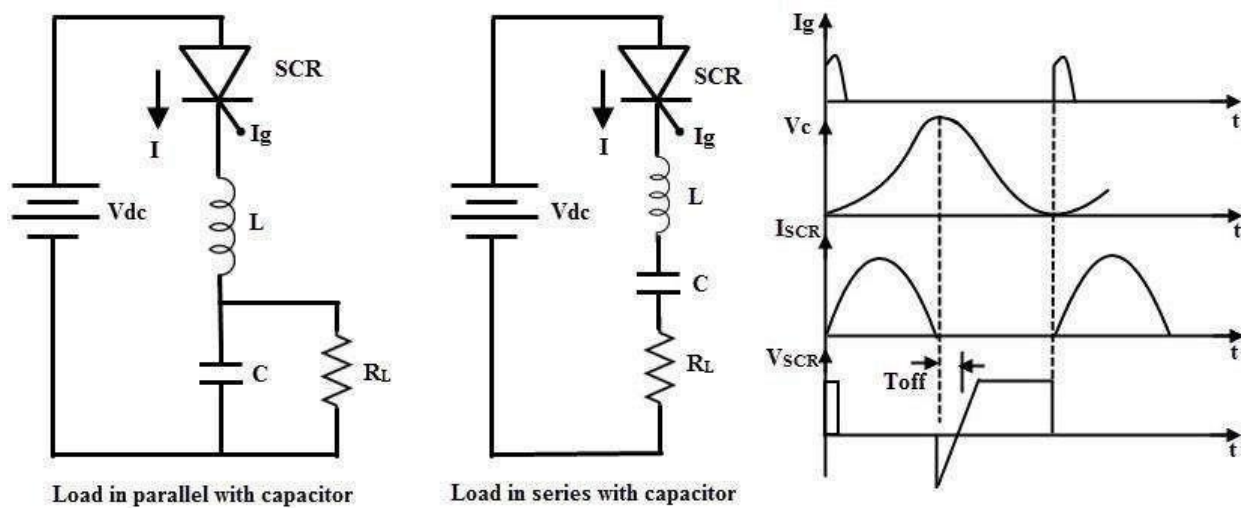 SCR
I
Ig
Vdc
L
C
RL
Load in parallel with capacitor
SCR
I
Ig
Vdc
L
C
RL
Load in series with capacitor
Ig
t
Vc
t
ISCR
t
VSCR
Toff
t